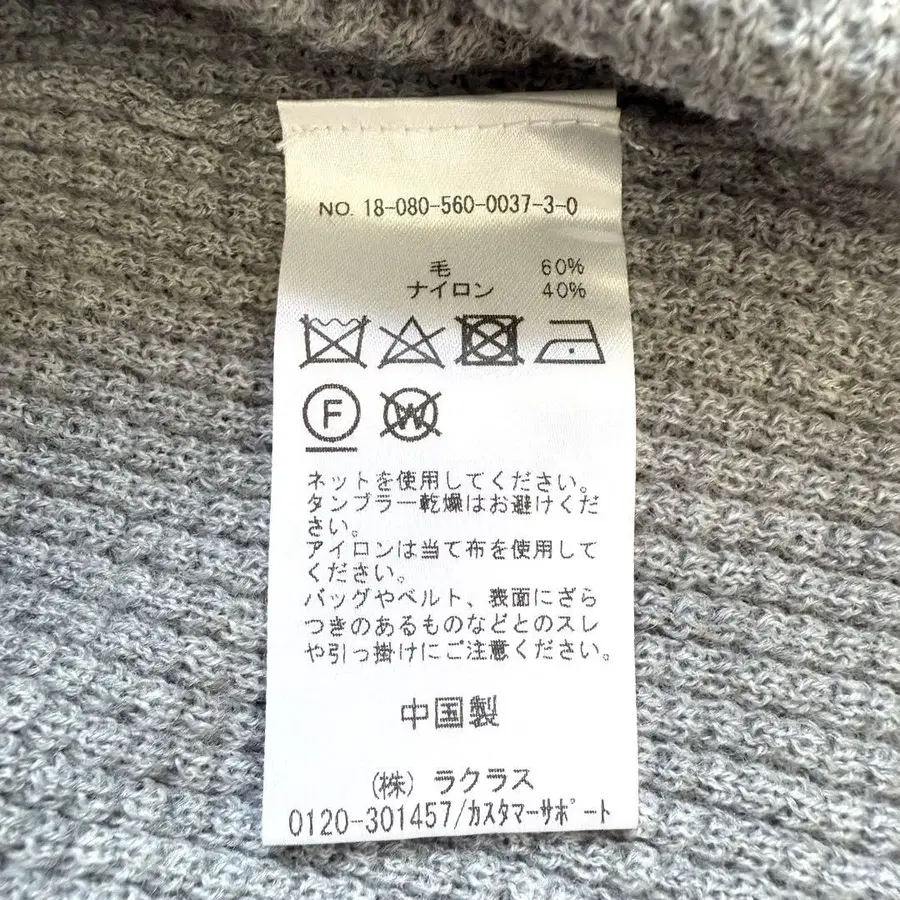 NO. 18-080-560-0037-3-0
毛 60%
ナイロン 40%
F
W
ネットを使用してください。
タンブラー乾燥はお避けくだ
さい。
アイロンは当て布を使用して
ください。
バッグやベルト、表面にざら
つきのあるものなどとのスレ
や引っ掛けにご注意ください。
中国製
(株) ラクラス
0120-301457/カスタマーサポート